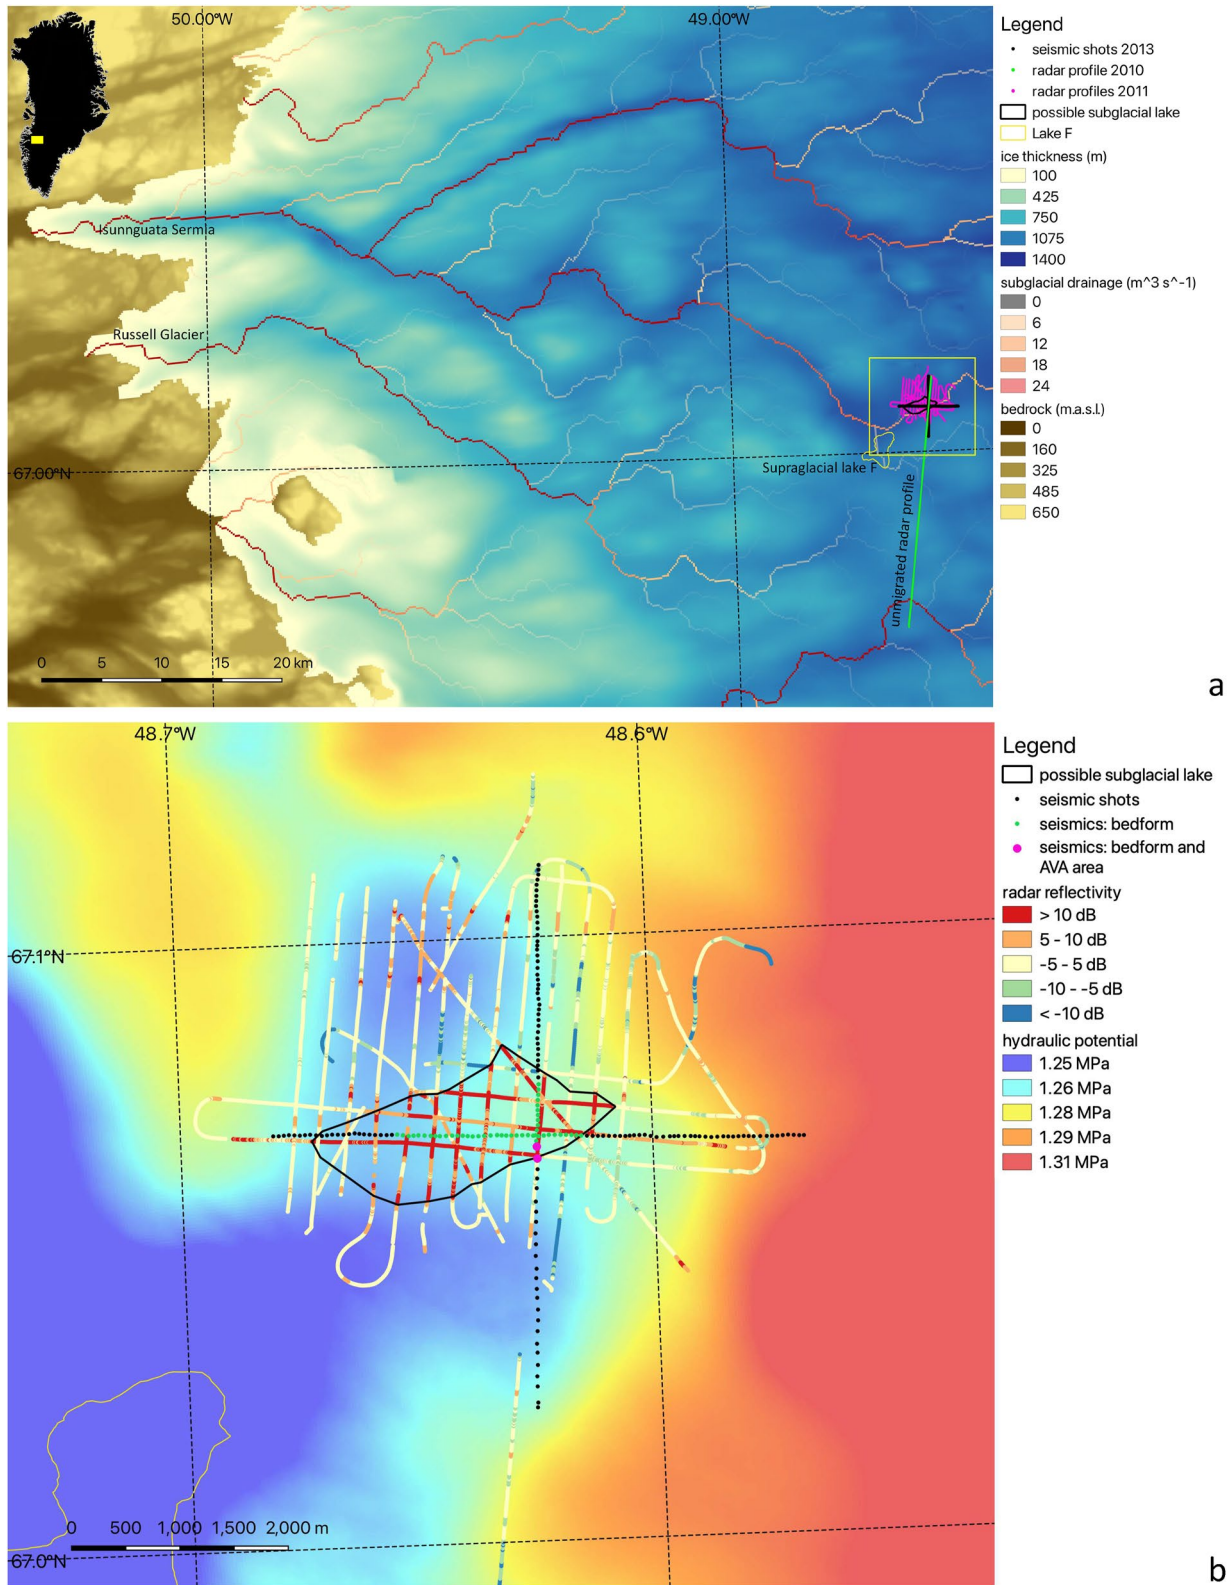 50.00°W
49.00°W
Isunnguata Sermia
Russell Glacier
67.00°N
Supraglacial lake F
unmigrated radar profile
0 5 10 15 20 km
Legend
seismic shots 2013
radar profile 2010
radar profiles 2011
possible subglacial lake
Lake F
ice thickness (m)
100
425
750
1075
1400
subglacial drainage (m^3 s^-1)
0
6
12
18
24
bedrock (m.a.s.l.)
0
160
325
485
650
a
48.7°W
48.6°W
67.1°N
67.0°N
0 500 1,000 1,500 2,000 m
Legend
possible subglacial lake
seismic shots
seismics: bedform
seismics: bedform and
AVA area
radar reflectivity
> 10 dB
5 - 10 dB
-5 - 5 dB
-10 - -5 dB
< -10 dB
hydraulic potential
1.25 MPa
1.26 MPa
1.28 MPa
1.29 MPa
1.31 MPa
b